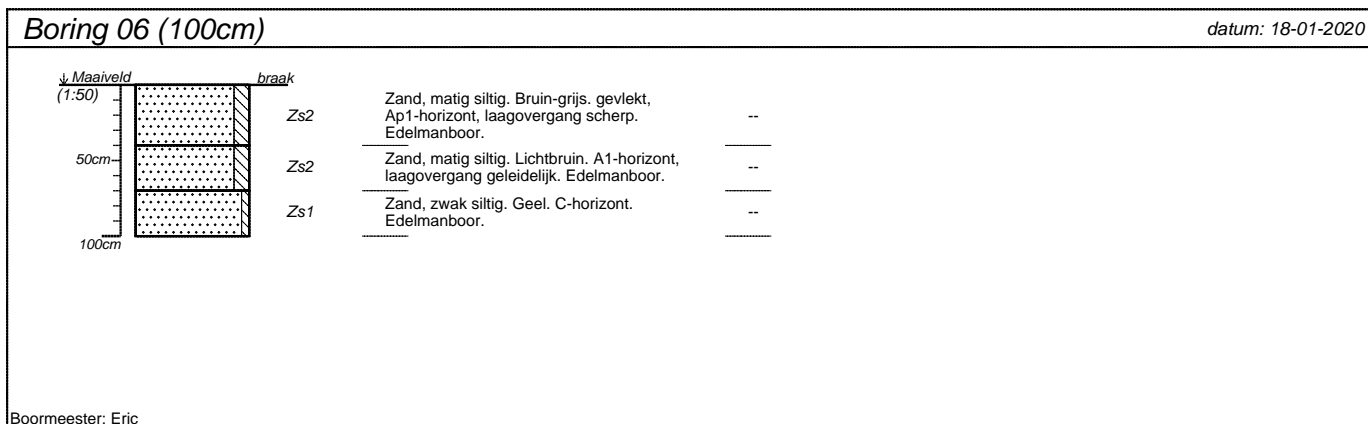 Boring 06 (100cm)
datum: 18-01-2020
Maaiveld
braak
(1:50)
Zs2
Zand, matig siltig. Bruin-grijs. gevlekt,
Ap1-horizont, laagovergang scherp.
Edelmanboor.
--
50cm
Zs2
Zand, matig siltig. Lichtbruin. A1-horizont,
laagovergang geleidelijk. Edelmanboor.
--
Zs1
Zand, zwak siltig. Geel. C-horizont.
Edelmanboor.
--
100cm
Boormeester: Eric